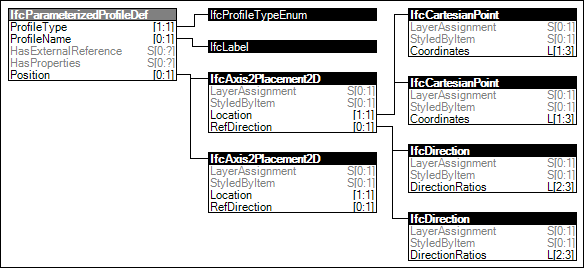 IfcParameterizedProfileDef
ProfileType [1:1]
ProfileName [0:1]
HasExternalReference S[0:?]
HasProperties S[0:?]
Position [0:1]
IfcProfileTypeEnum
IfcLabel
IfcAxis2Placement2D
LayerAssignment S[0:1]
StyledByItem S[0:1]
Location [1:1]
RefDirection [0:1]
IfcAxis2Placement2D
LayerAssignment S[0:1]
StyledByItem S[0:1]
Location [1:1]
RefDirection [0:1]
IfcCartesianPoint
LayerAssignment S[0:1]
StyledByItem S[0:1]
Coordinates L[1:3]
IfcCartesianPoint
LayerAssignment S[0:1]
StyledByItem S[0:1]
Coordinates L[1:3]
IfcDirection
LayerAssignment S[0:1]
StyledByItem S[0:1]
DirectionRatios L[2:3]
IfcDirection
LayerAssignment S[0:1]
StyledByItem S[0:1]
DirectionRatios L[2:3]